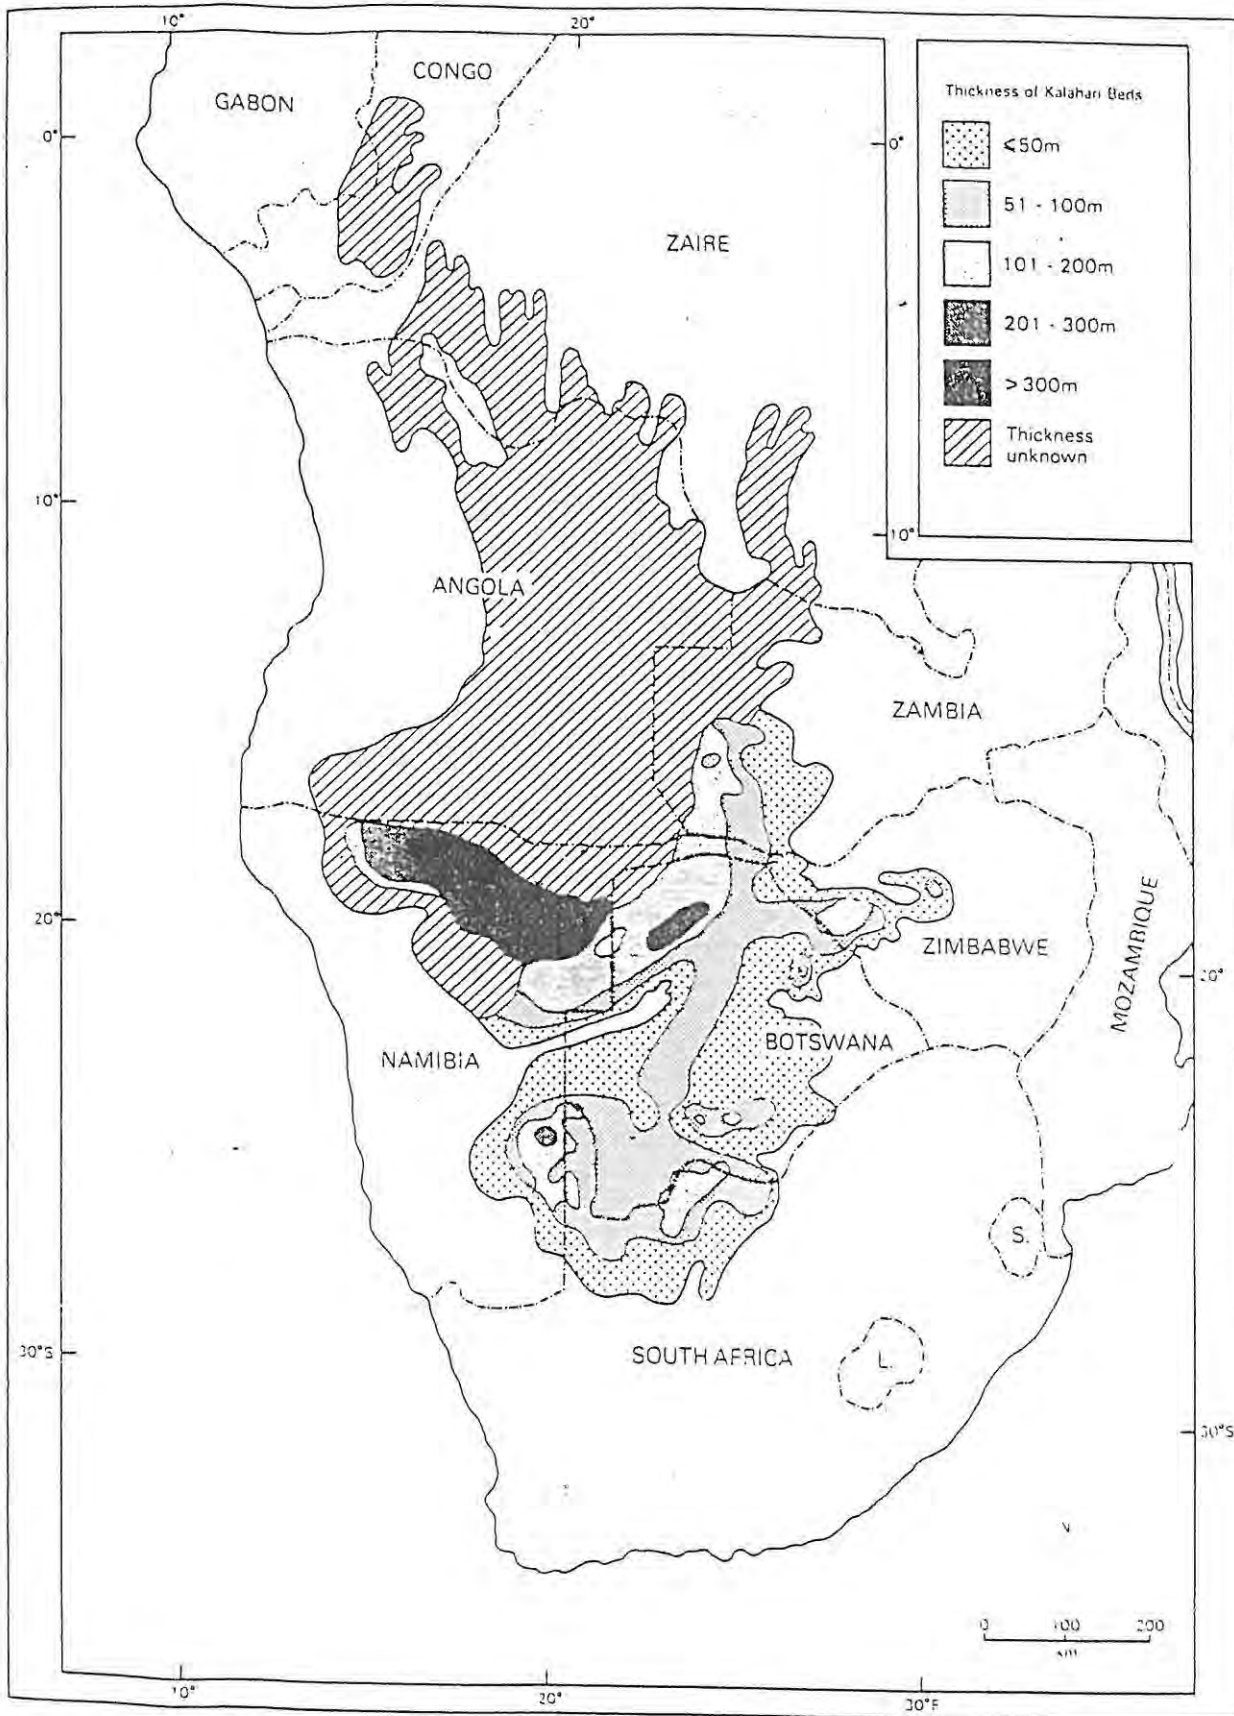 10°
20°
CONGO
GABON
Thickness of Kalahari Beds
⩽50m
51 - 100m
101 - 200m
201 - 300m
>300m
Thickness
unknown
0°
0°
ZAIRE
10°
10°
ANGOLA
ZAMBIA
20°
ZIMBABWE
MOZAMBIQUE
NAMIBIA
BOTSWANA
S.
30°S
SOUTH AFRICA
L.
30°S
0 100 200
km
10°
20°
30°E